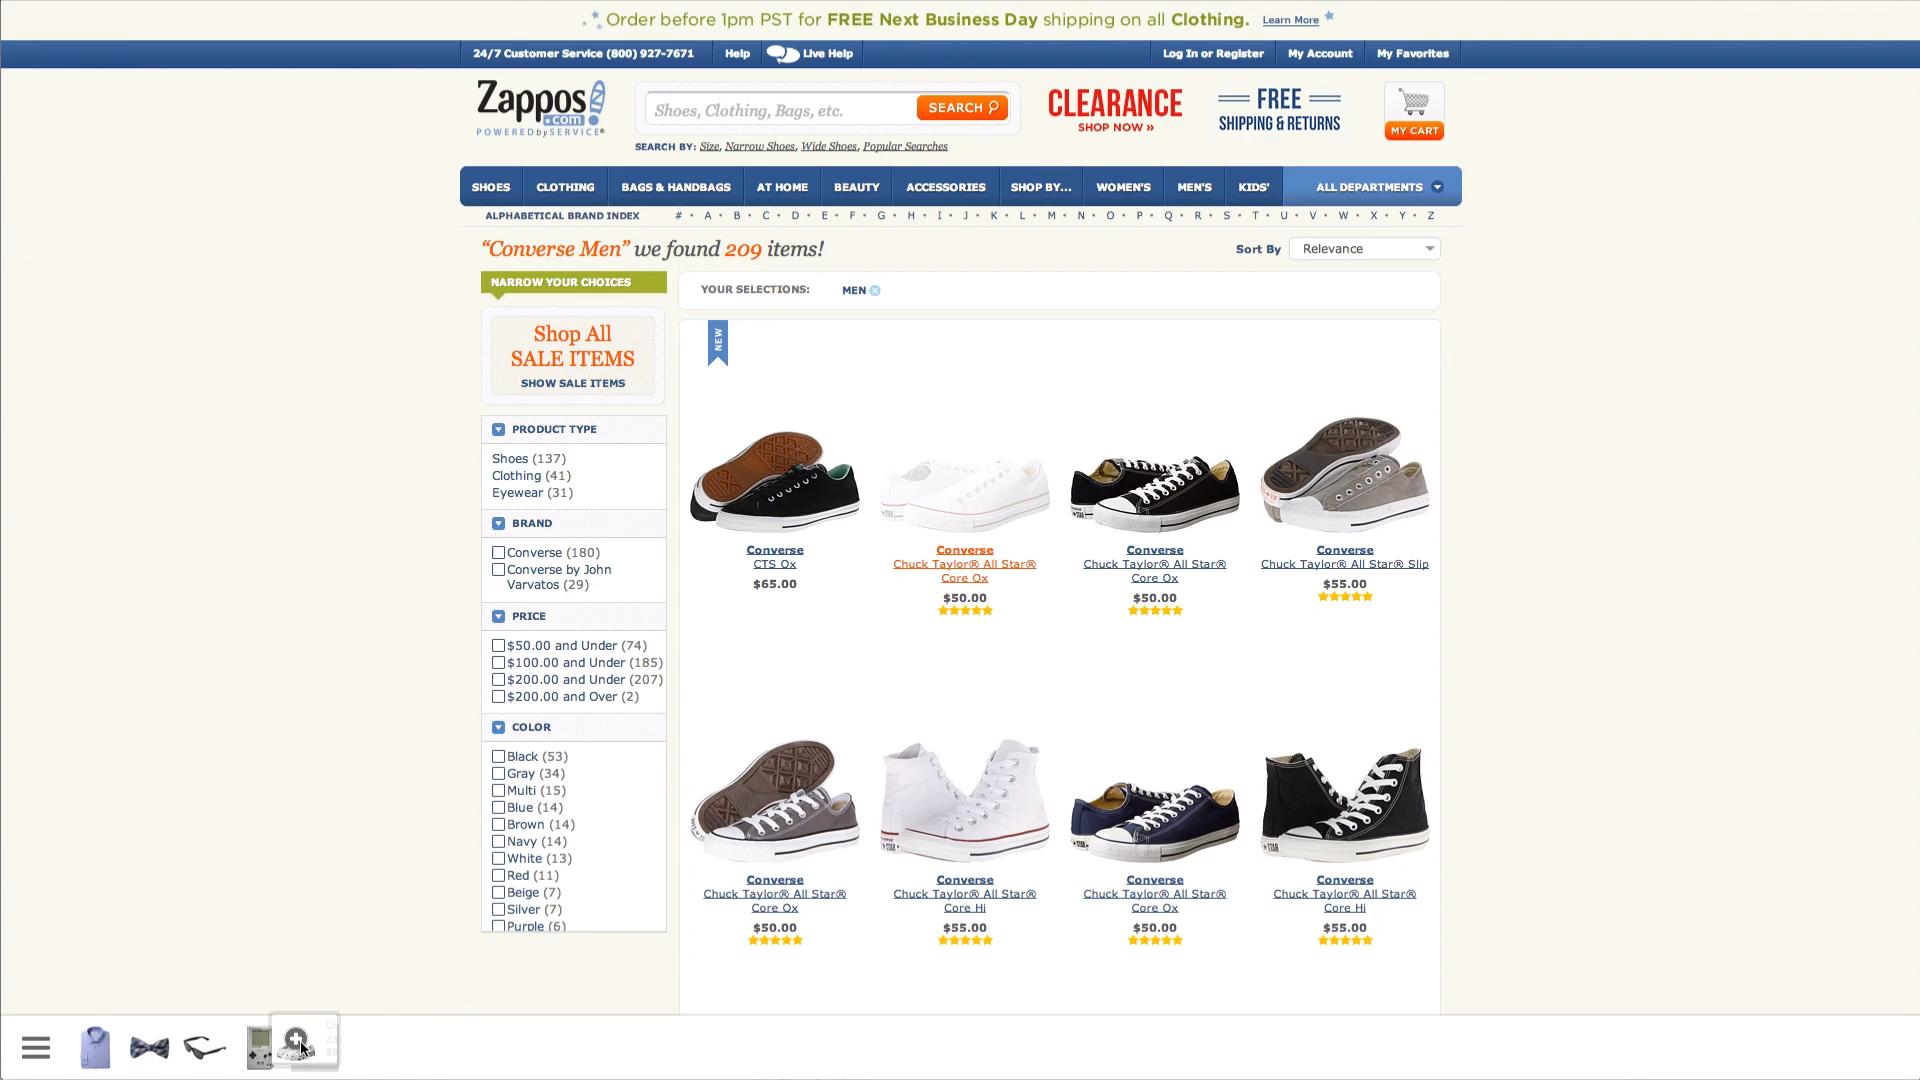 Order before 1pm PST for FREE Next Business Day shipping on all Clothing. Learn More
24/7 Customer Service (800) 927-7671 Help Live Help Log In or Register My Account My Favorites
Zappos
.com
POWERED by SERVICE®
Shoes, Clothing, Bags, etc. SEARCH
SEARCH BY: Size, Narrow Shoes, Wide Shoes, Popular Searches
CLEARANCE
SHOP NOW »
FREE
SHIPPING & RETURNS
MY CART
SHOES CLOTHING BAGS & HANDBAGS AT HOME BEAUTY ACCESSORIES SHOP BY... WOMEN'S MEN'S KIDS' ALL DEPARTMENTS
ALPHABETICAL BRAND INDEX # • A • B • C • D • E • F • G • H • I • J • K • L • M • N • O • P • Q • R • S • T • U • V • W • X • Y • Z
“Converse Men” we found 209 items!
Sort By Relevance
NARROW YOUR CHOICES
Shop All
SALE ITEMS
SHOW SALE ITEMS
PRODUCT TYPE
Shoes (137)
Clothing (41)
Eyewear (31)
BRAND
Converse (180)
Converse by John
Varvatos (29)
PRICE
$50.00 and Under (74)
$100.00 and Under (185)
$200.00 and Under (207)
$200.00 and Over (2)
COLOR
Black (53)
Gray (34)
Multi (15)
Blue (14)
Brown (14)
Navy (14)
White (13)
Red (11)
Beige (7)
Silver (7)
Purple (6)
YOUR SELECTIONS: MEN
NEW
Converse
CTS Ox
$65.00
Converse
Chuck Taylor® All Star®
Core Ox
$50.00
Converse
Chuck Taylor® All Star®
Core Ox
$50.00
Converse
Chuck Taylor® All Star® Slip
$55.00
Converse
Chuck Taylor® All Star®
Core Ox
$50.00
Converse
Chuck Taylor® All Star®
Core Hi
$55.00
Converse
Chuck Taylor® All Star®
Core Ox
$50.00
Converse
Chuck Taylor® All Star®
Core Hi
$55.00